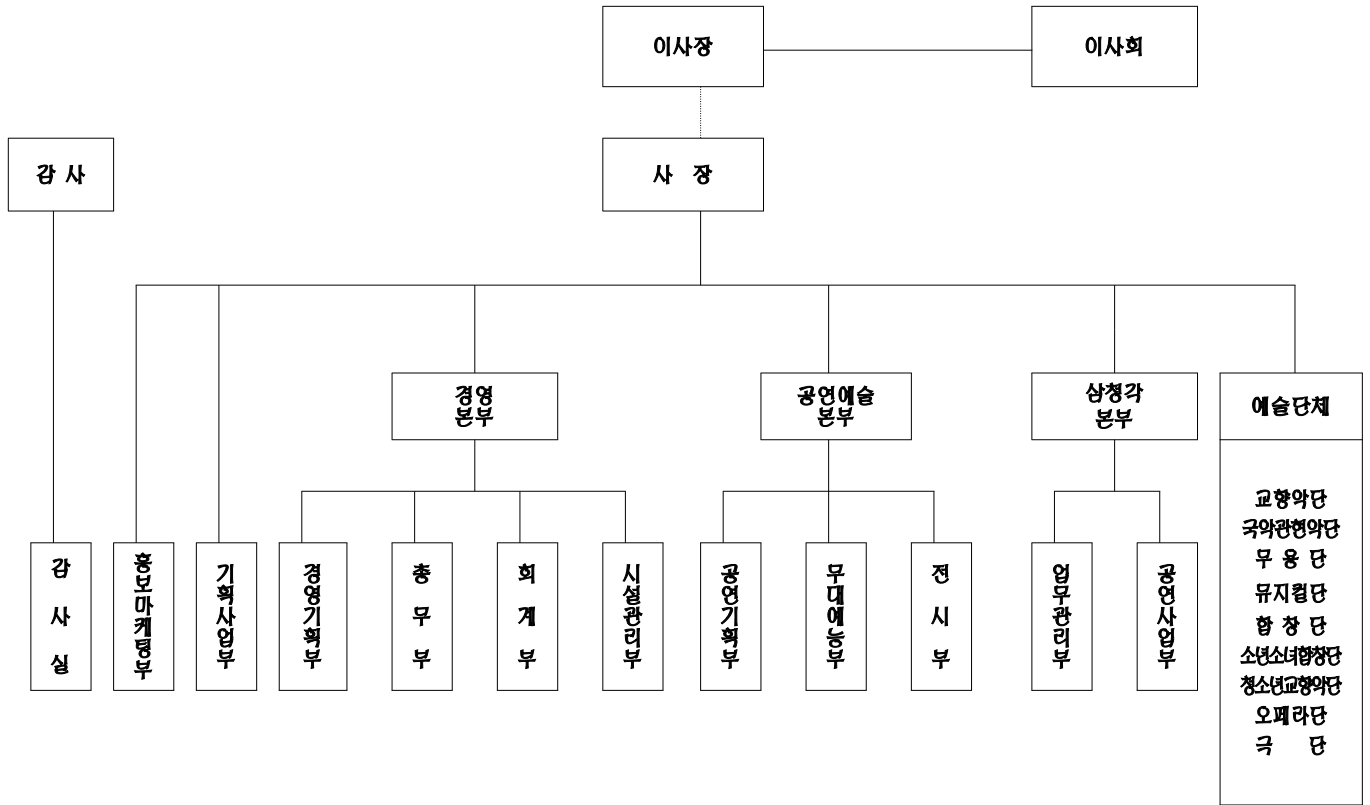 이사장
이사회
감 사
사 장
경영
본부
공연예술
본부
삼청각
본부
예술단체
감사실
홍보마케팅부
기획사업부
경영기획부
총무부
회계부
시설관리부
공연기획부
무대예능부
전시부
업무관리부
공연사업부
교향악단
국악관현악단
무 용 단
뮤지컬단
합 창 단
소년소녀합창단
청소년교향악단
오페라단
극 단